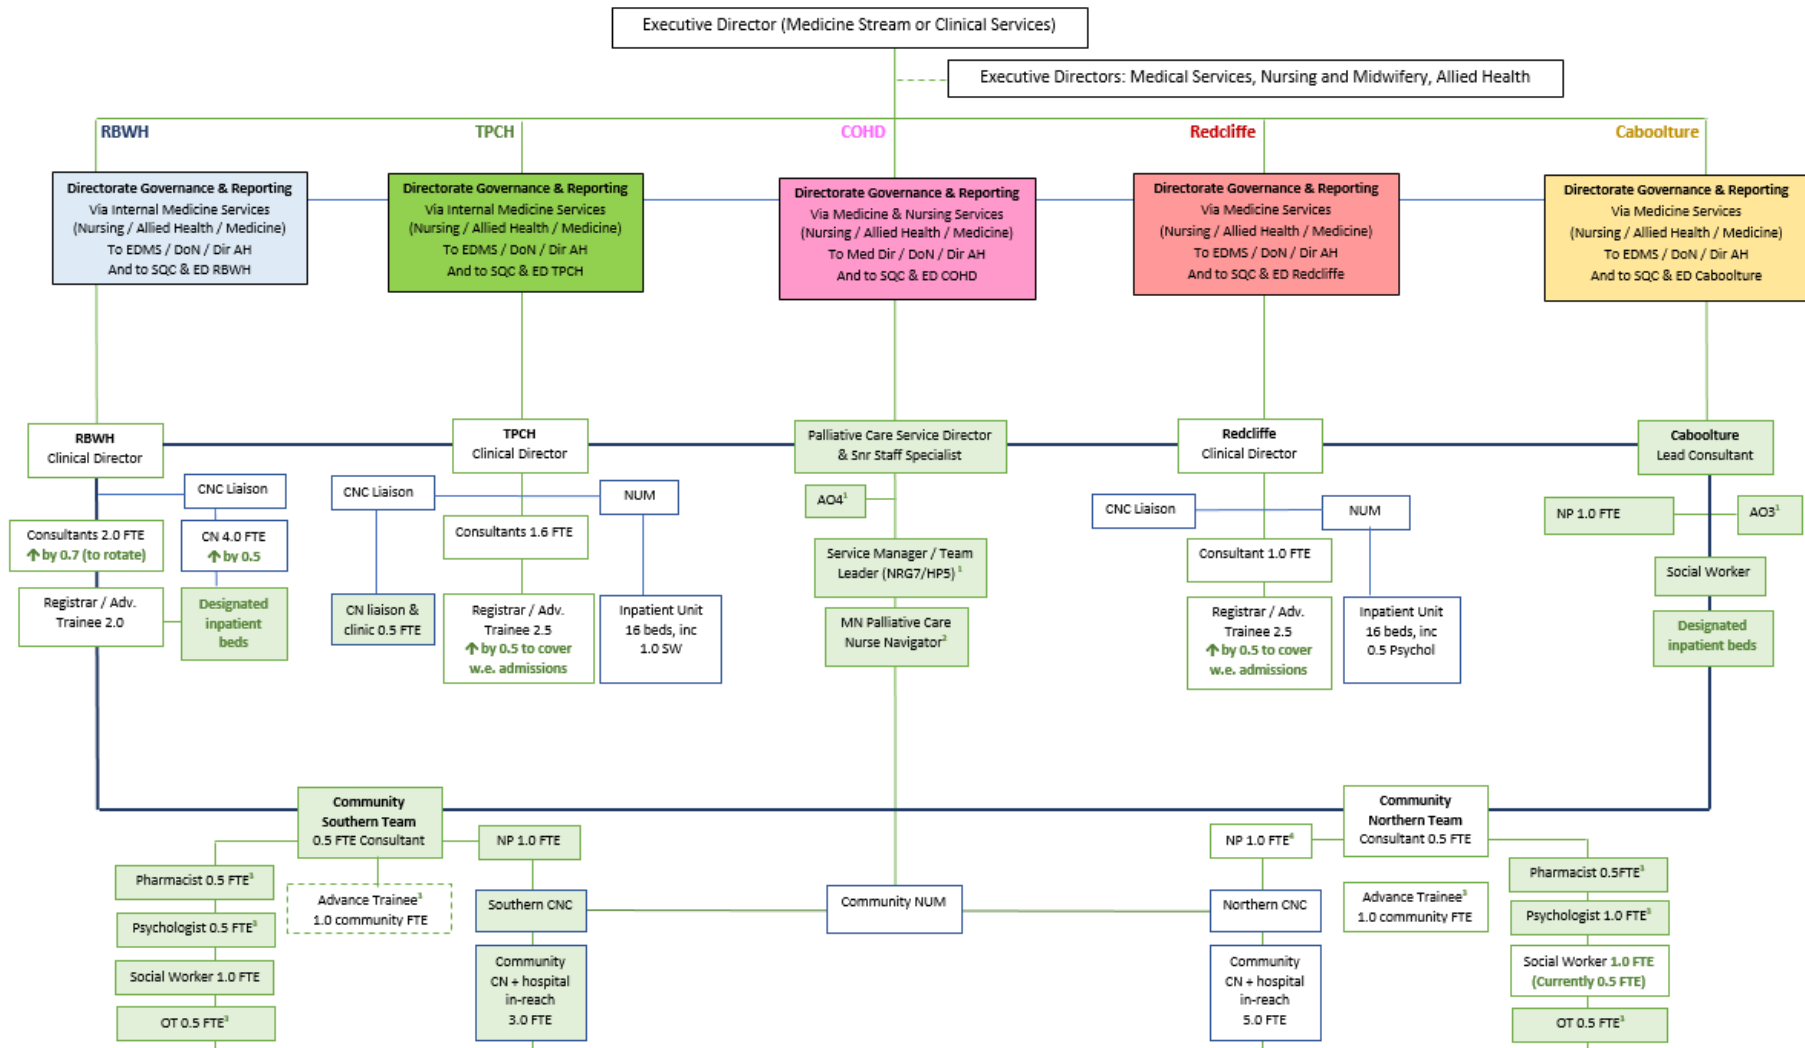 Executive Director (Medicine Stream or Clinical Services)
Executive Directors: Medical Services, Nursing and Midwifery, Allied Health
RBWH
TPCH
COHD
Redcliffe
Caboolture
Directorate Governance & Reporting
Via Internal Medicine Services
(Nursing / Allied Health / Medicine)
To EDMS / DoN / Dir AH
And to SQC & ED RBWH
Directorate Governance & Reporting
Via Internal Medicine Services
(Nursing / Allied Health / Medicine)
To EDMS / DoN / Dir AH
And to SQC & ED TPCH
Directorate Governance & Reporting
Via Medicine & Nursing Services
(Nursing / Allied Health / Medicine)
To Med Dir / DoN / Dir AH
And to SQC & ED COHD
Directorate Governance & Reporting
Via Medicine Services
(Nursing / Allied Health / Medicine)
To EDMS / DoN / Dir AH
And to SQC & ED Redcliffe
Directorate Governance & Reporting
Via Medicine Services
(Nursing / Allied Health / Medicine)
To EDMS / DoN / Dir AH
And to SQC & ED Caboolture
RBWH
Clinical Director
TPCH
Clinical Director
Palliative Care Service Director
& Snr Staff Specialist
Redcliffe
Clinical Director
Caboolture
Lead Consultant
CNC Liaison
Consultants 2.0 FTE
↑ by 0.7 (to rotate)
CN 4.0 FTE
↑ by 0.5
Registrar / Adv.
Trainee 2.0
Designated
inpatient
beds
CNC Liaison
NUM
Consultants 1.6 FTE
CN liaison &
clinic 0.5 FTE
Registrar / Adv.
Trainee 2.5
↑ by 0.5 to cover
w.e. admissions
Inpatient Unit
16 beds, inc
1.0 SW
AO4¹
Service Manager / Team
Leader (NRG7/HP5) ¹
MN Palliative Care
Nurse Navigator²
CNC Liaison
NUM
Consultant 1.0 FTE
Registrar / Adv.
Trainee 2.5
↑ by 0.5 to cover
w.e. admissions
Inpatient Unit
16 beds, inc
0.5 Psychol
NP 1.0 FTE
AO3¹
Social Worker
Designated
inpatient beds
Community
Southern Team
0.5 FTE Consultant
NP 1.0 FTE
Pharmacist 0.5 FTE³
Advance Trainee³
1.0 community FTE
Southern CNC
Psychologist 0.5 FTE³
Social Worker 1.0 FTE
OT 0.5 FTE³
Community
CN + hospital
in-reach
3.0 FTE
Community NUM
Community
Northern Team
Consultant 0.5 FTE
NP 1.0 FTE⁴
Northern CNC
Advance Trainee³
1.0 community FTE
Pharmacist 0.5FTE³
Psychologist 1.0 FTE³
Community
CN + hospital
in-reach
5.0 FTE
Social Worker 1.0 FTE
(Currently 0.5 FTE)
OT 0.5 FTE³